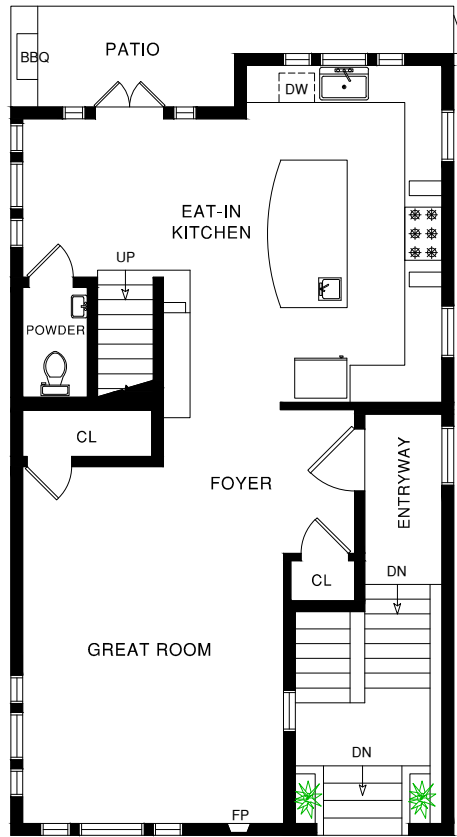 PATIO
BBQ
DW
EAT-IN
KITCHEN
UP
POWDER
CL
FOYER
ENTRYWAY
CL
DN
GREAT ROOM
DN
FP